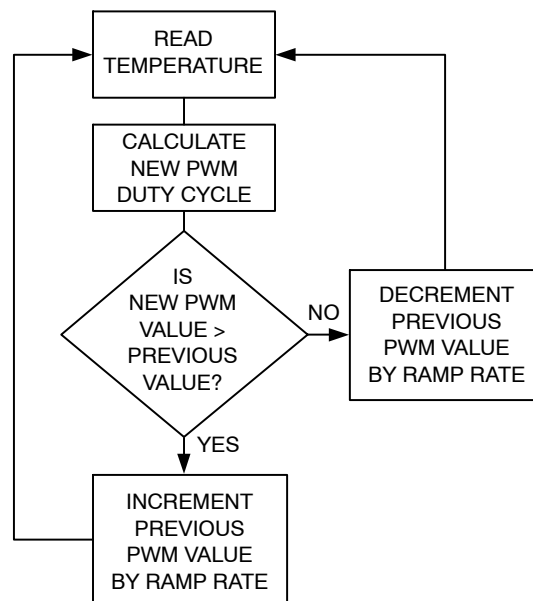 READ
TEMPERATURE
CALCULATE
NEW PWM
DUTY CYCLE
IS
NEW PWM
VALUE >
PREVIOUS
VALUE?
NO
DECREMENT
PREVIOUS
PWM VALUE
BY RAMP RATE
YES
INCREMENT
PREVIOUS
PWM VALUE
BY RAMP RATE